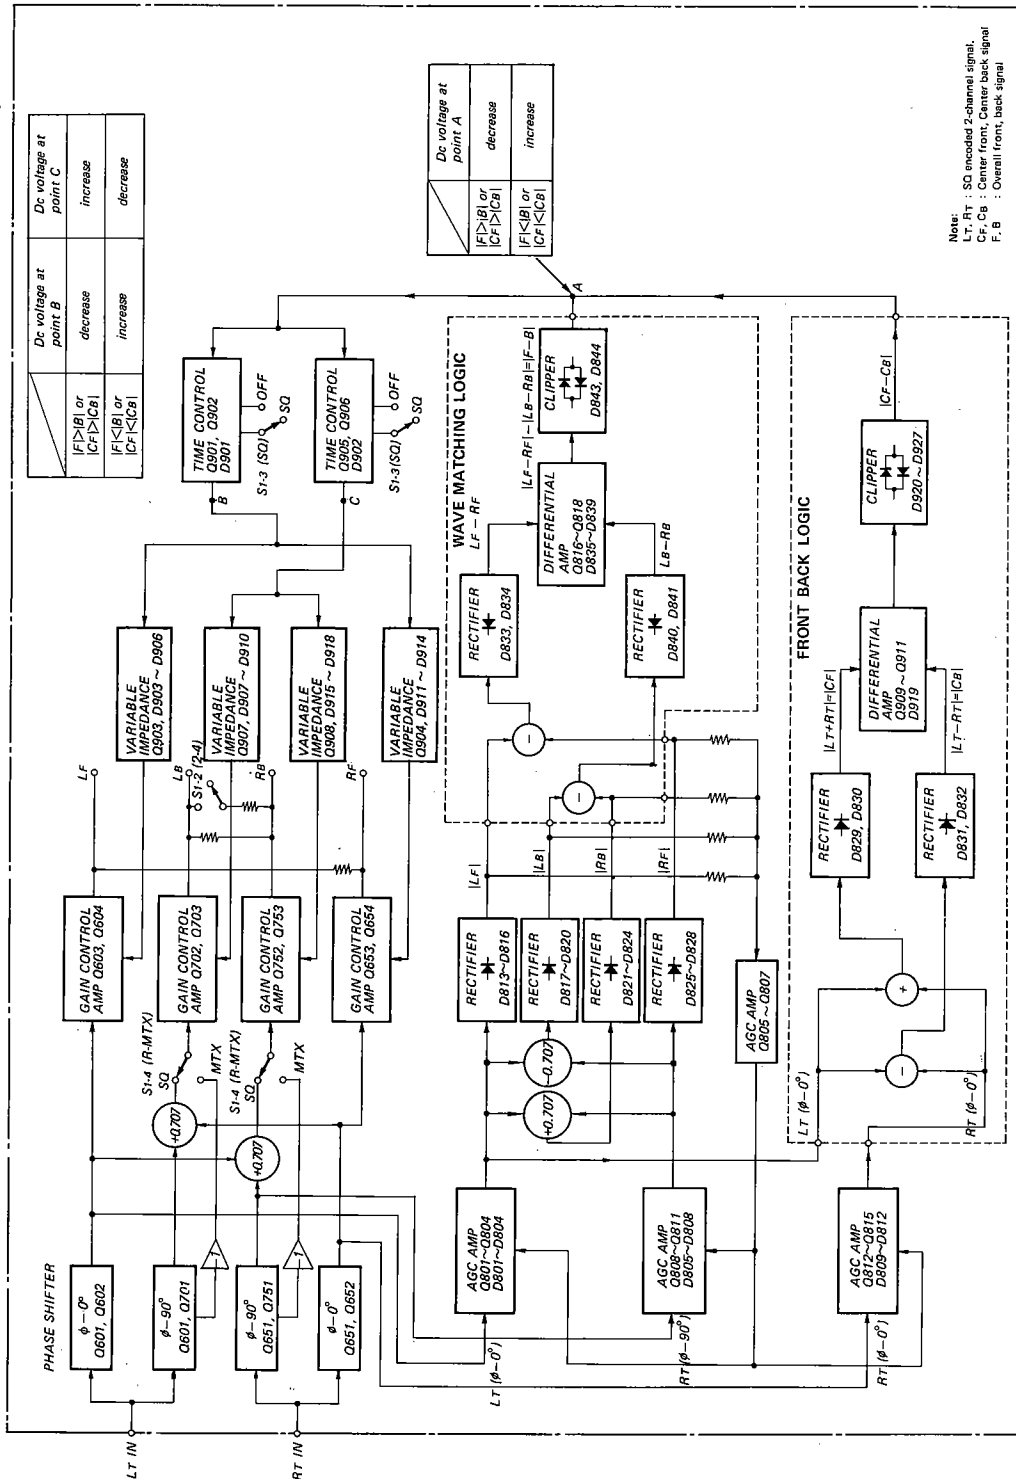 PHASE SHIFTER
LT IN
RT IN
ϕ−0°
Q601, Q602
ϕ−90°
Q601, Q701
ϕ−90°
Q651, Q751
ϕ−0°
Q651, Q652
1
1
+0.707
+0.707
S1-4 (R-MTX)
SQ
MTX
S1-4 (R-MTX)
SQ
MTX
GAIN CONTROL
AMP Q603, Q604
GAIN CONTROL
AMP Q702, Q703
GAIN CONTROL
AMP Q752, Q753
GAIN CONTROL
AMP Q653, Q654
LF
LB
S1-2 (2-4)
RB
RF
VARIABLE
IMPEDANCE
Q903, D903 ~ D906
VARIABLE
IMPEDANCE
Q907, D907~D910
VARIABLE
IMPEDANCE
Q908, D915 ~ D918
VARIABLE
IMPEDANCE
Q904, D911 ~ D914
B
C
TIME CONTROL
Q901, Q902
D901
S1-3 (SQ)
OFF
SQ
TIME CONTROL
Q905, Q906
D902
S1-3(SQ)
OFF
SQ
Dc voltage at
point B
Dc voltage at
point C
|F|>|B| or
|CF|>|CB|
decrease
increase
|F|<|B| or
|CF|<|CB|
increase
decrease
Dc voltage at
point A
|F|>|B| or
|CF|>|CB|
decrease
|F|<|B| or
|CF|<|CB|
increase
A
LT (ϕ−0°)
RT (ϕ−90°)
RT (ϕ−0°)
AGC AMP
Q801~Q804
D801~D804
AGC AMP
Q808~Q811
D805~D808
AGC AMP
Q812~Q815
D809~D812
+0.707
−0.707
RECTIFIER
D813~D816
RECTIFIER
D817~D820
RECTIFIER
D821~D824
RECTIFIER
D825~D828
AGC AMP
Q805 ~ Q807
|LF|
|LB|
|RB|
|RF|
WAVE MATCHING LOGIC
−
−
RECTIFIER
D833, D834
RECTIFIER
D840, D841
LF − RF
LB−RB
DIFFERENTIAL
AMP
Q816~Q818
D835~D839
|LF−RF|−|LB−RB|=|F−B|
CLIPPER
D843, D844
FRONT BACK LOGIC
LT (ϕ−0°)
RT (ϕ−0°)
−
+
RECTIFIER
D829, D830
RECTIFIER
D831, D832
|LT+RT|=|CF|
|LT−RT|=|CB|
DIFFERENTIAL
AMP
Q909 ~ Q911
D919
CLIPPER
D920~D927
|CF−CB|
Note:
LT, RT : SQ encoded 2-channel signal.
CF, CB : Center front, Center back signal
F, B : Overall front, back signal